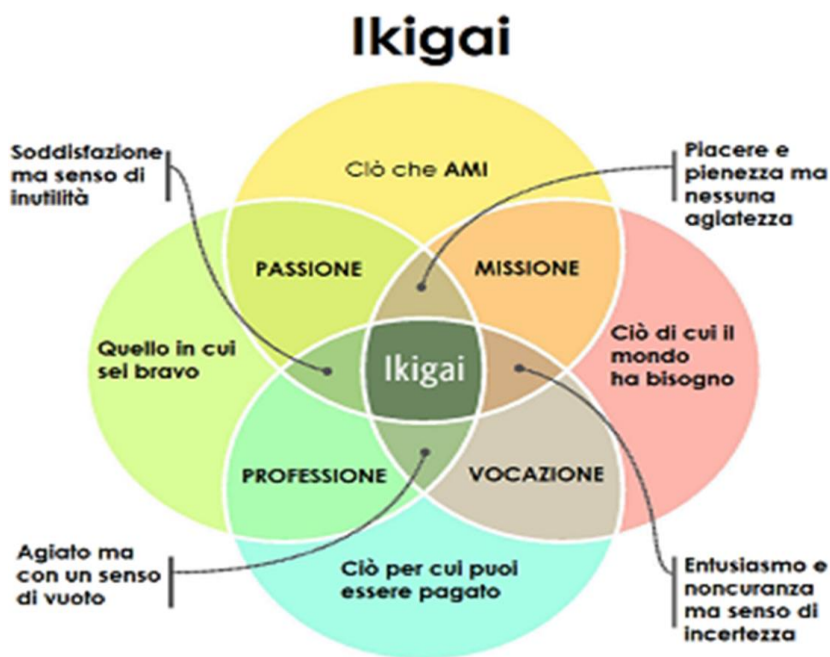 Ikigai
Soddisfazione
ma senso di
inutilità
Ciò che AMI
Piacere e
pienezza ma
nessuna
agiatezza
PASSIONE
MISSIONE
Quello in cui
sei bravo
Ikigai
Ciò di cui il
mondo
ha bisogno
PROFESSIONE
VOCAZIONE
Agiato ma
con un senso
di vuoto
Ciò per cui puoi
essere pagato
Entusiasmo e
noncuranza
ma senso di
incertezza